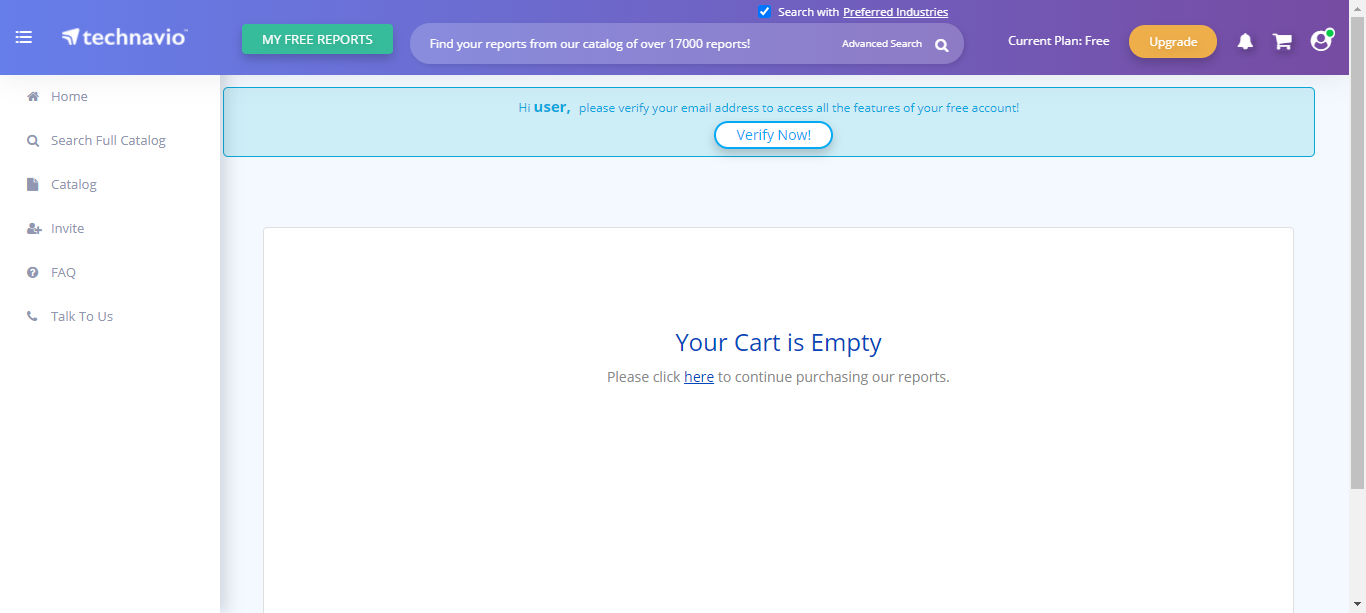 Search with Preferred Industries
technavio
MY FREE REPORTS
Find your reports from our catalog of over 17000 reports!
Advanced Search
Current Plan: Free
Upgrade
Home
Search Full Catalog
Catalog
Invite
FAQ
Talk To Us
Hi user, please verify your email address to access all the features of your free account!
Verify Now!
Your Cart is Empty
Please click here to continue purchasing our reports.